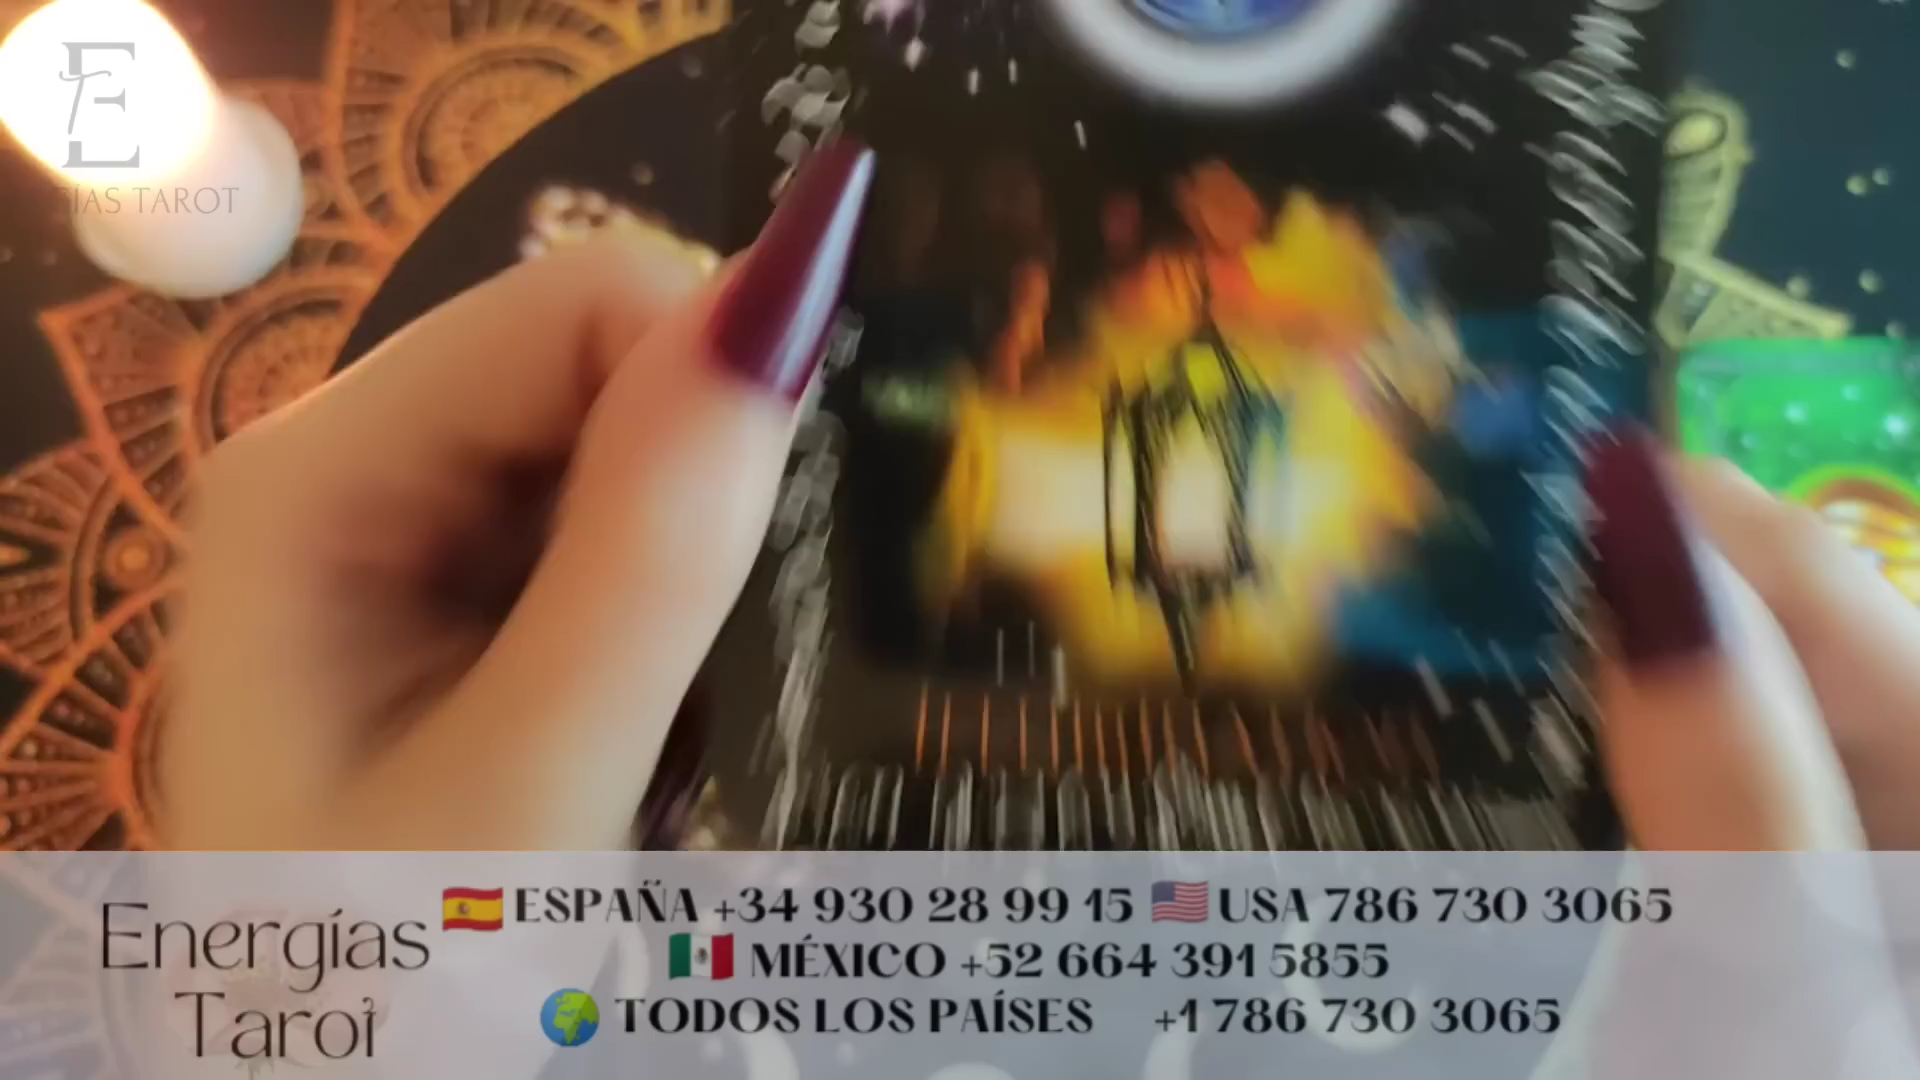 E
ÍAS TAROT
Energías
Tarot
🇪🇸 ESPAÑA +34 930 28 99 15 🇺🇸 USA 786 730 3065
🇲🇽 MÉXICO +52 664 391 5855
🌍 TODOS LOS PAÍSES +1 786 730 3065